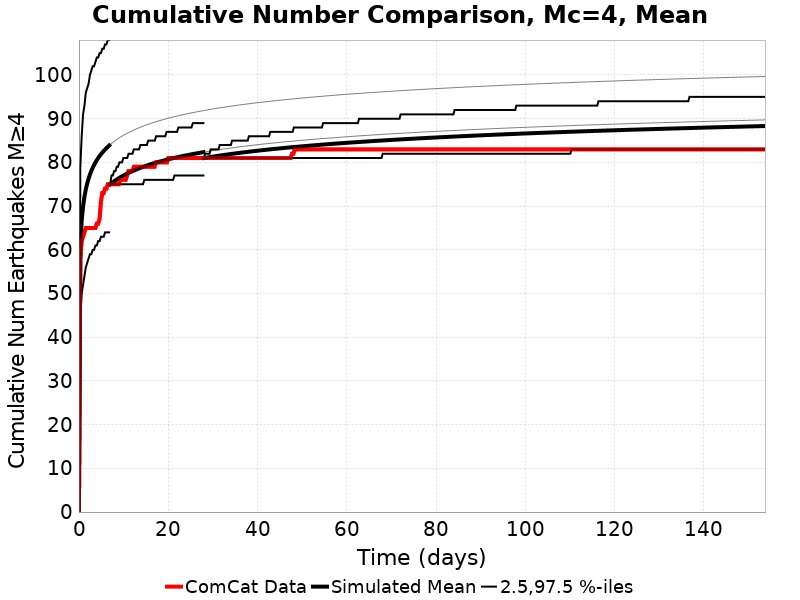 Cumulative Number Comparison, Mc=4, Mean
Cumulative Num Earthquakes M≥4
100
90
80
70
60
50
40
30
20
10
0
0 20 40 60 80 100 120 140
Time (days)
ComCat Data Simulated Mean 2.5,97.5 %-iles